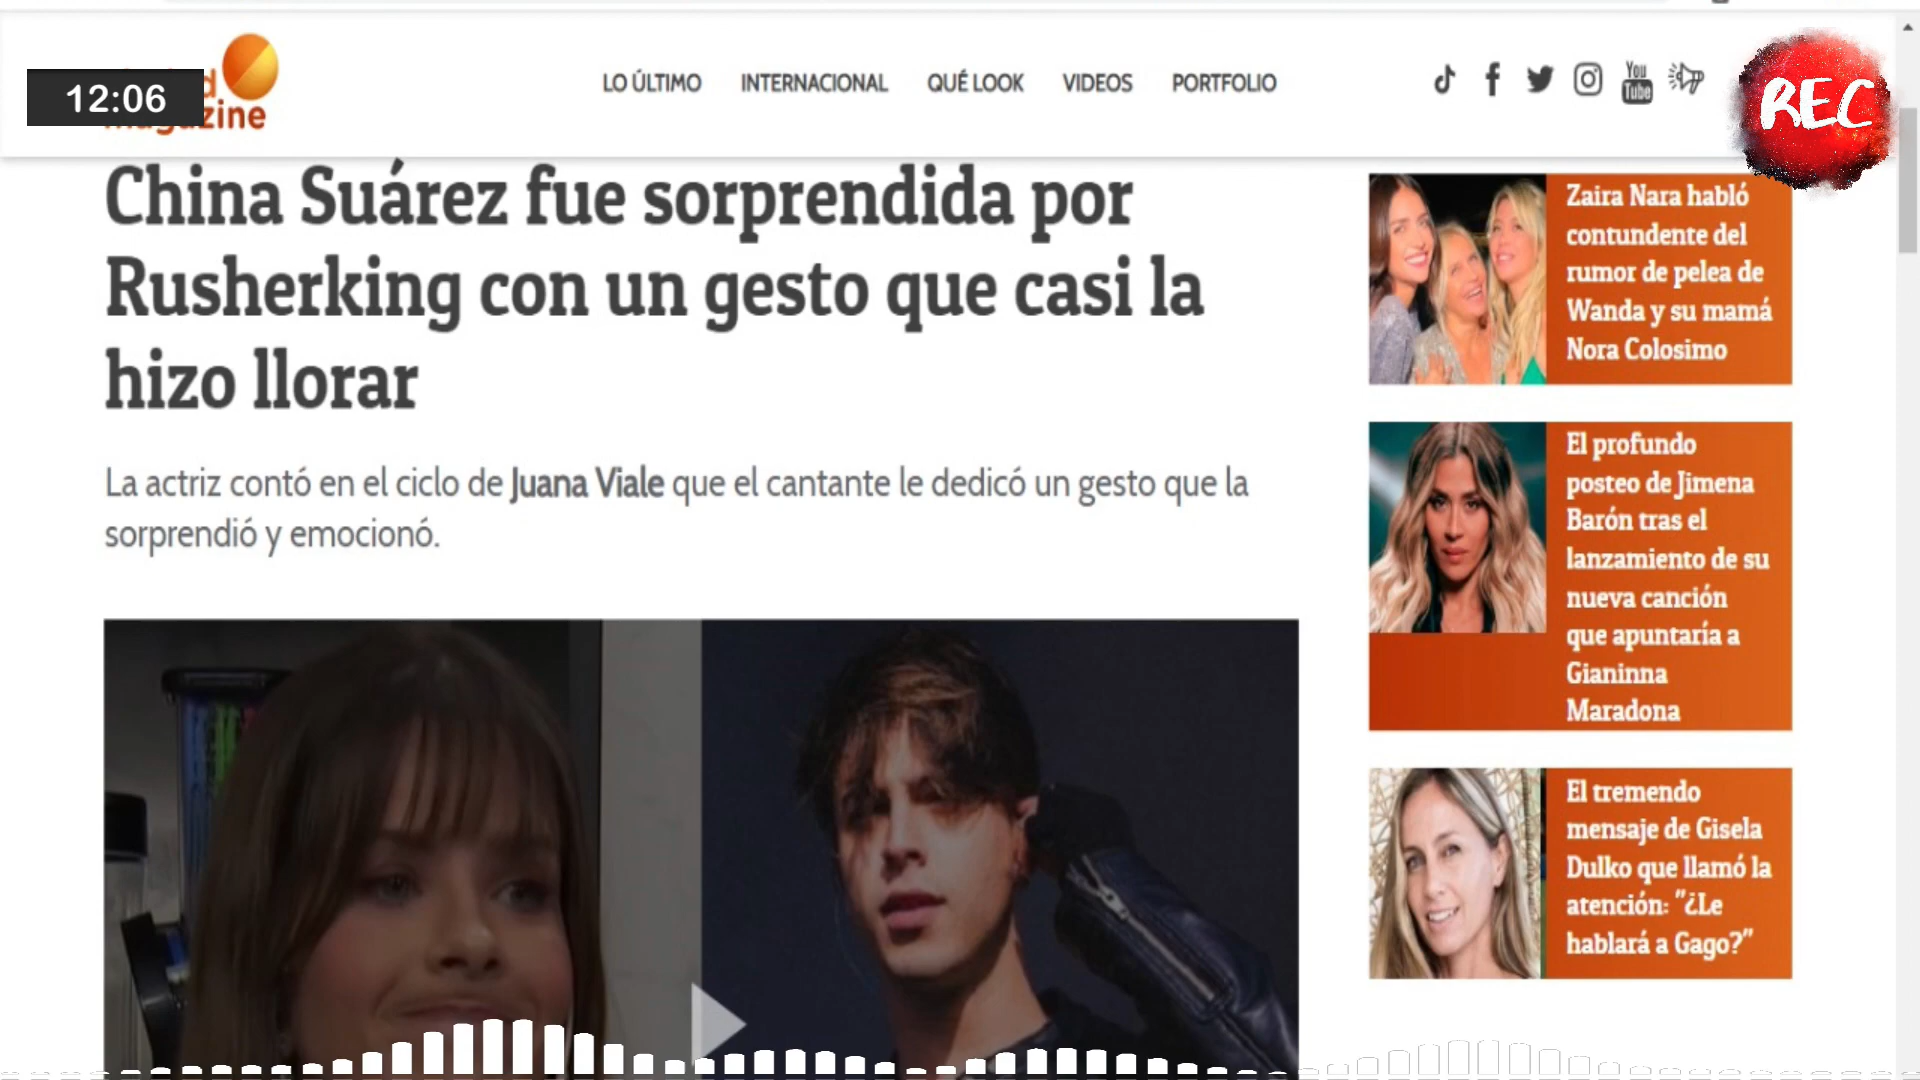 12:06
LO ÚLTIMO
INTERNACIONAL
QUÉ LOOK
VIDEOS
PORTFOLIO
You
Tube
REC
China Suárez fue sorprendida por
Rusherking con un gesto que casi la
hizo llorar
La actriz contó en el ciclo de Juana Viale que el cantante le dedicó un gesto que la
sorprendió y emocionó.
Zaira Nara habló
contundente del
rumor de pelea de
Wanda y su mamá
Nora Colosimo
El profundo
posteo de Jimena
Barón tras el
lanzamiento de su
nueva canción
que apuntaría a
Gianinna
Maradona
El tremendo
mensaje de Gisela
Dulko que llamó la
atención: "¿Le
hablará a Gago?"